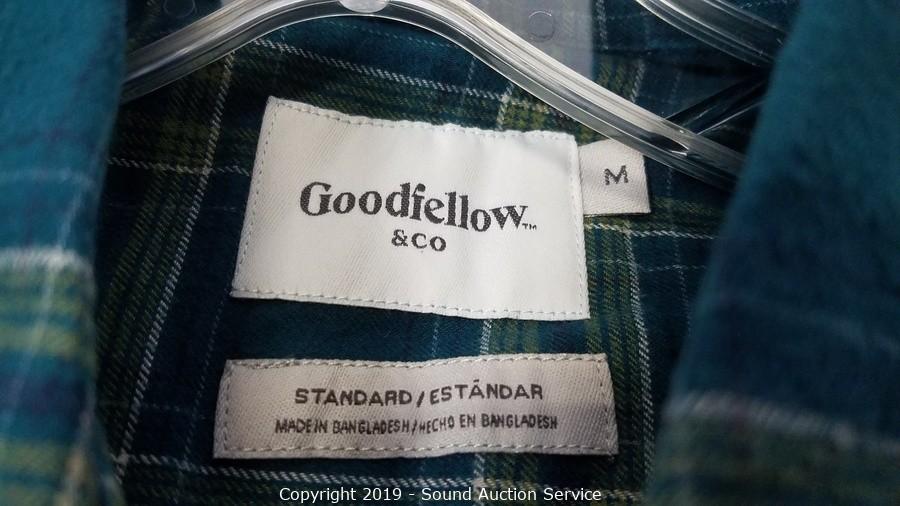 Goodfellow™
&CO
M
STANDARD/ESTÁNDAR
MADE IN BANGLADESH/HECHO EN BANGLADESH
Copyright 2019 - Sound Auction Service